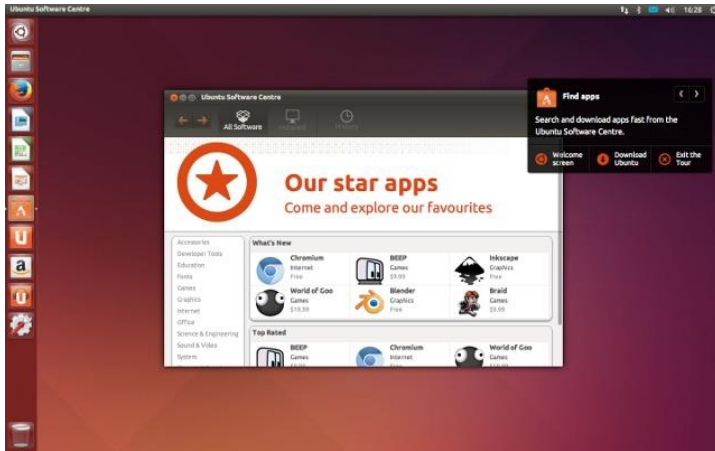 Ubuntu Software Centre
16:28
Ubuntu Software Centre
All Software
Installed
History
Find apps
Search and download apps fast from the
Ubuntu Software Centre.
Welcome
screen
Download
Ubuntu
Exit the
Tour
Our star apps
Come and explore our favourites
Accessories
Developer Tools
Education
Fonts
Games
Graphics
Internet
Office
Science & Engineering
Sound & Video
System
What's New
Chromium
Internet
Free
BEEP
Games
$9.99
Inkscape
Graphics
Free
World of Goo
Games
$19.99
Blender
Graphics
Free
Braid
Games
$9.99
Top Rated
BEEP
Games
Chromium
Internet
World of Goo
Games